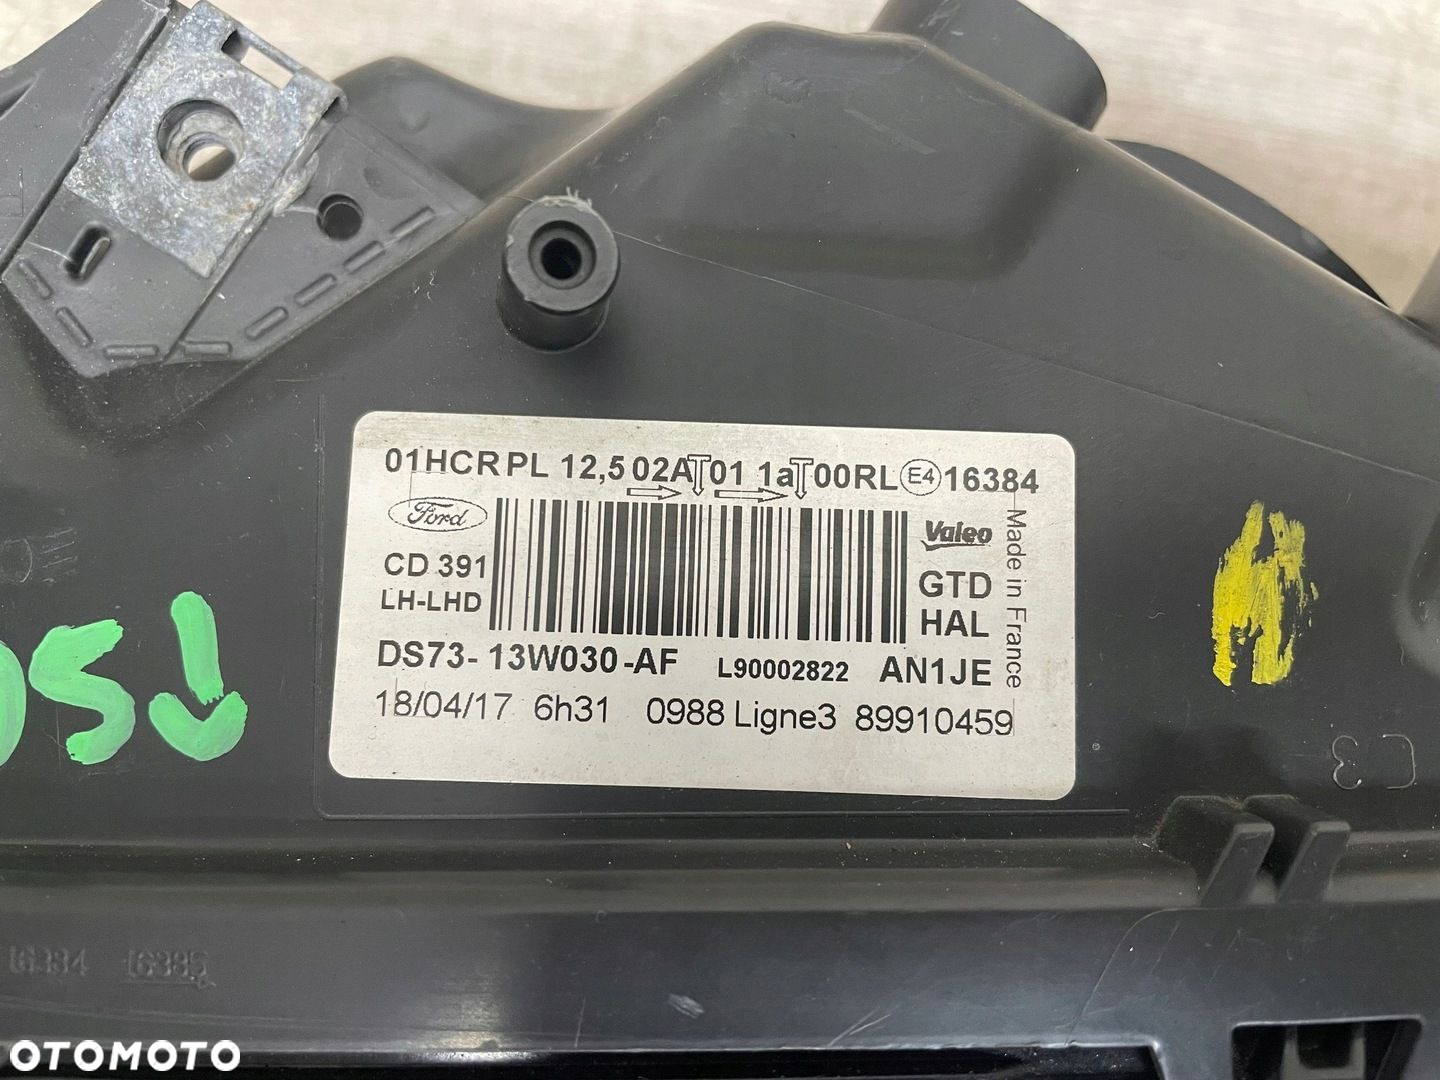 01HCR PL 12,5 02A 01 1a 00RL E4 16384
Ford
CD 391
LH-LHD
Valeo
GTD
HAL
Made in France
DS73- 13W030 -AF L90002822 AN1JE
18/04/17 6h31 0988 Ligne3 89910459
16384 16385
OTOMOTO